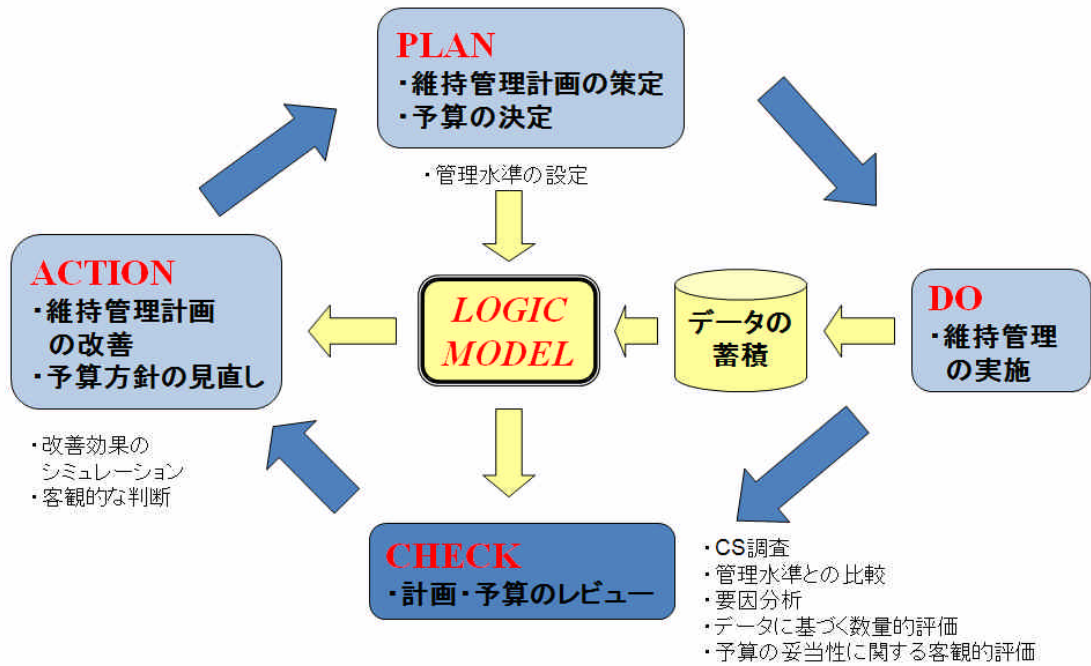 PLAN
・維持管理計画の策定
・予算の決定
・管理水準の設定
ACTION
・維持管理計画
の改善
・予算方針の見直し
・改善効果の
シミュレーション
・客観的な判断
LOGIC
MODEL
データの
蓄積
DO
・維持管理
の実施
CHECK
・計画・予算のレビュー
・CS調査
・管理水準との比較
・要因分析
・データに基づく数量的評価
・予算の妥当性に関する客観的評価